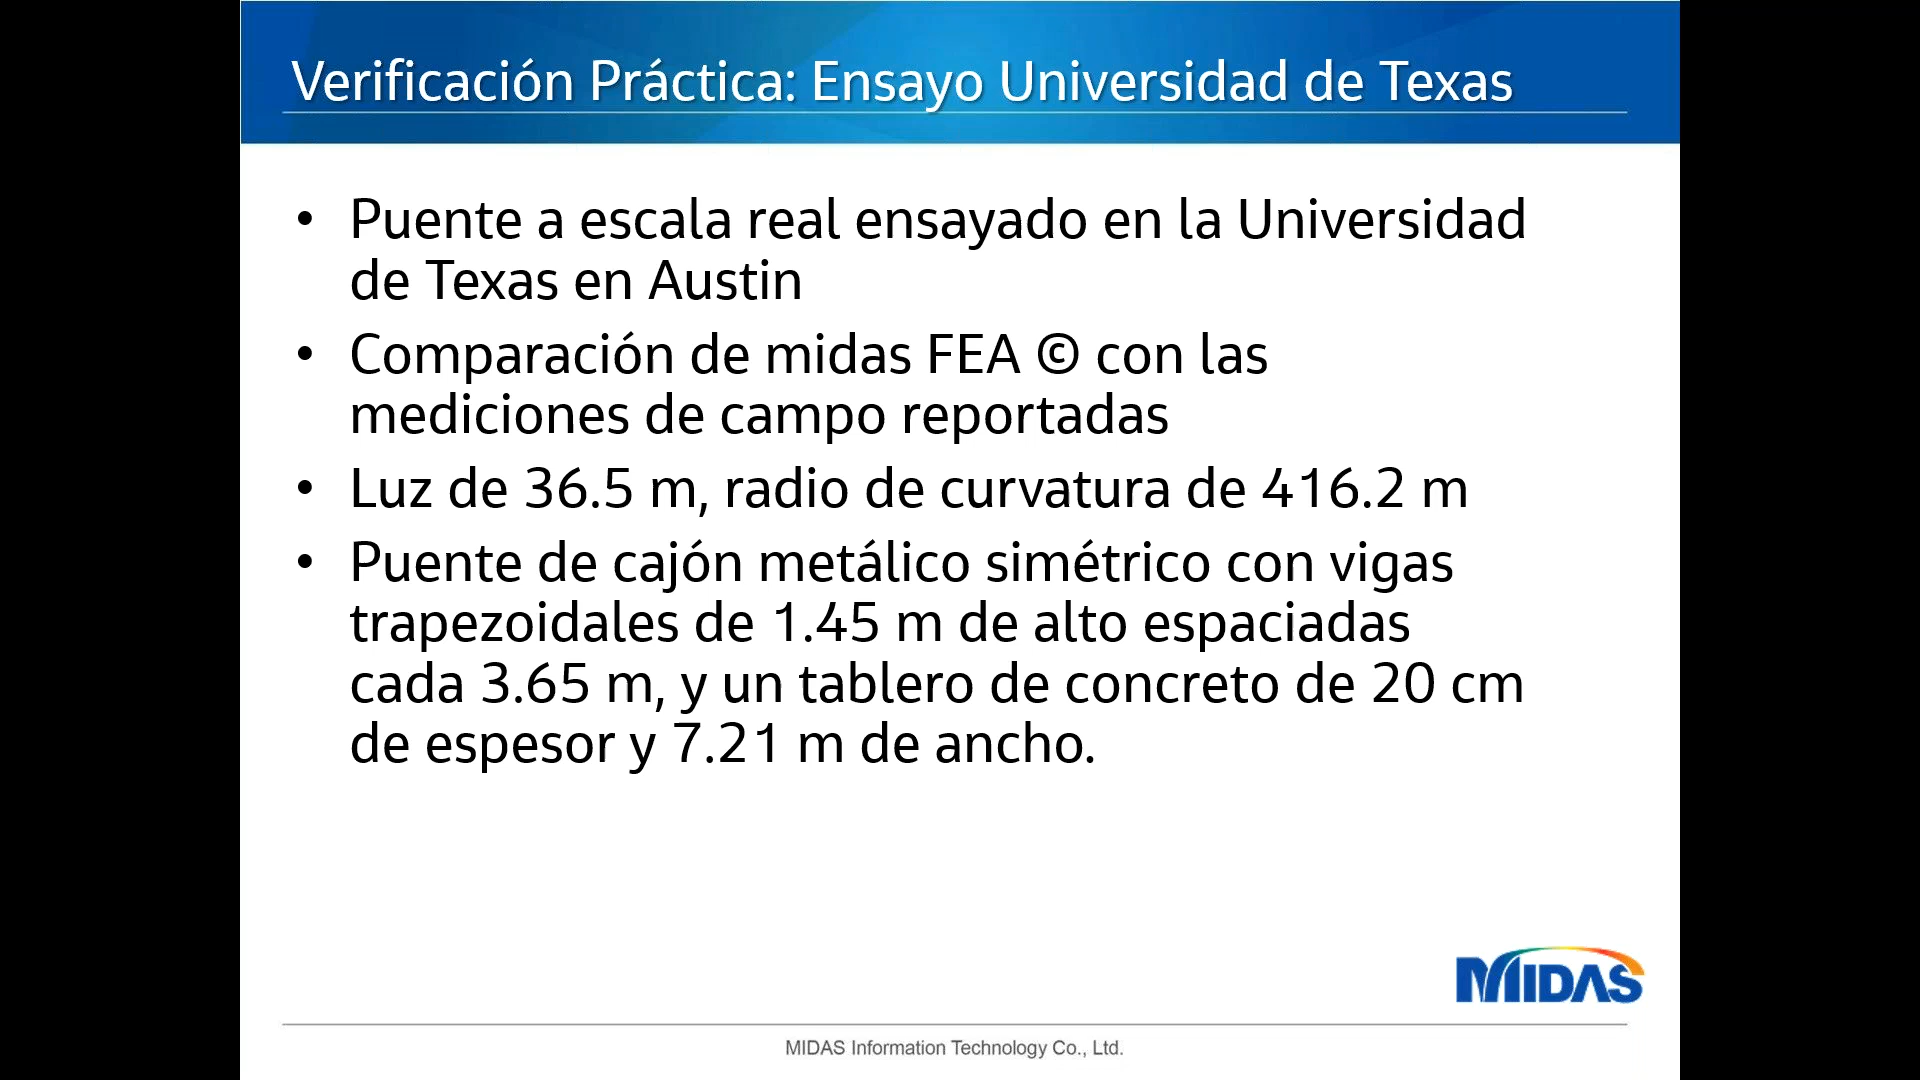 Verificación Práctica: Ensayo Universidad de Texas
• Puente a escala real ensayado en la Universidad
de Texas en Austin
• Comparación de midas FEA © con las
mediciones de campo reportadas
• Luz de 36.5 m, radio de curvatura de 416.2 m
• Puente de cajón metálico simétrico con vigas
trapezoidales de 1.45 m de alto espaciadas
cada 3.65 m, y un tablero de concreto de 20 cm
de espesor y 7.21 m de ancho.
MIDAS
MIDAS Information Technology Co., Ltd.